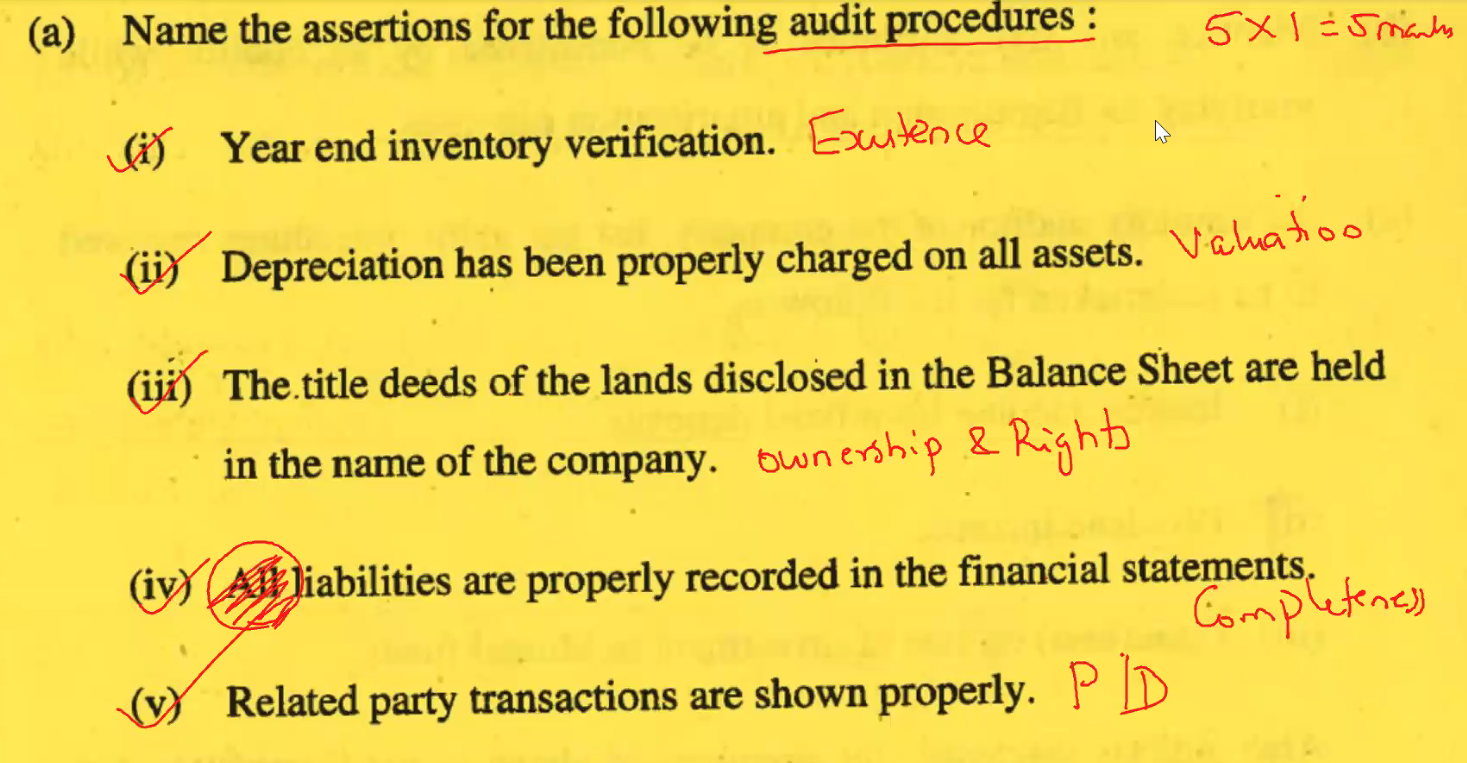 (a) Name the assertions for the following audit procedures : 5 X 1 = 5 marks
(i) Year end inventory verification. Existence
(ii) Depreciation has been properly charged on all assets. Valuation
(iii) The title deeds of the lands disclosed in the Balance Sheet are held
in the name of the company. ownership & Rights
(iv) All liabilities are properly recorded in the financial statements.
Completeness
(v) Related party transactions are shown properly. P D